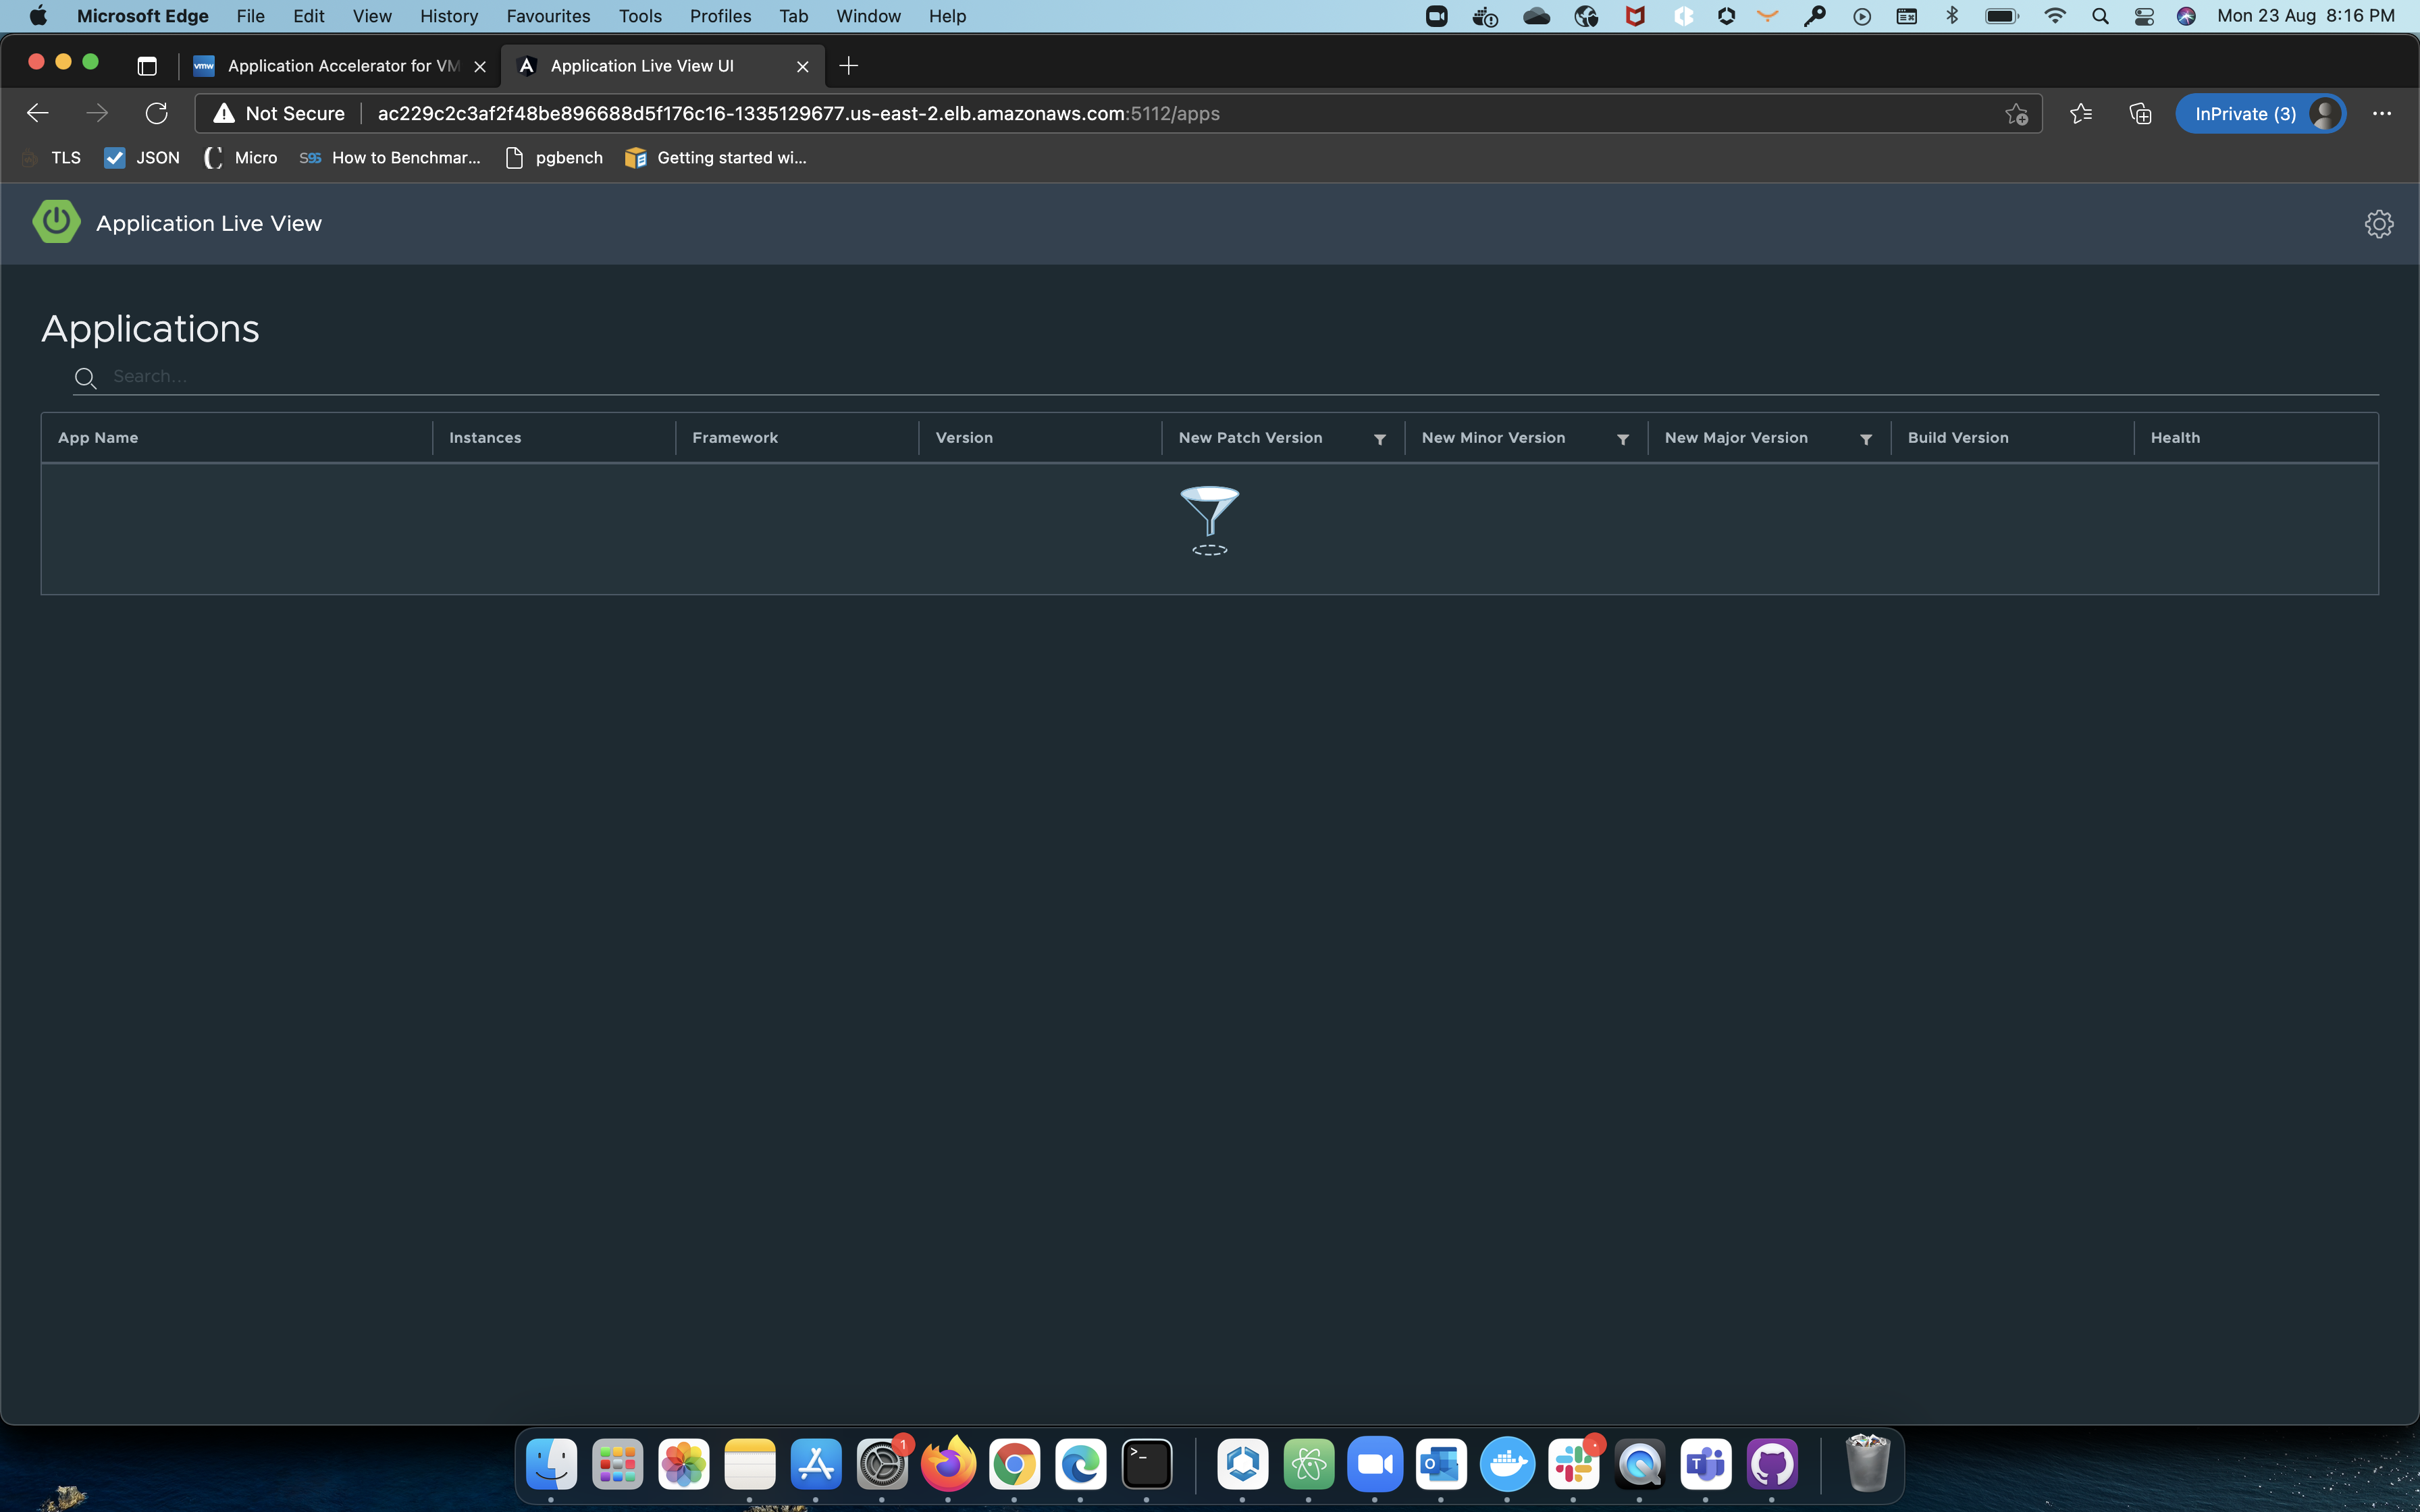 Microsoft Edge File Edit View History Favourites Tools Profiles Tab Window Help Mon 23 Aug 8:16 PM
vmw Application Accelerator for VM Application Live View UI
Not Secure ac229c2c3af2f48be896688d5f176c16-1335129677.us-east-2.elb.amazonaws.com:5112/apps InPrivate (3)
TLS JSON Micro S9S How to Benchmar... pgbench Getting started wi...
Application Live View
Applications
Search...
App Name Instances Framework Version New Patch Version New Minor Version New Major Version Build Version Health
1